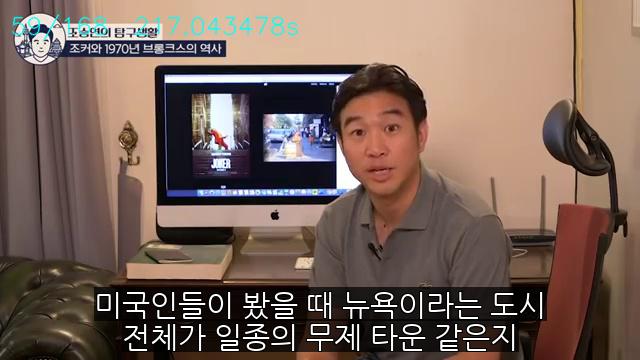 59/168 217.043478s
조승연의 탐구생활
조커와 1970년 브롱크스의 역사
JOKER
미국인들이 봤을 때 뉴욕이라는 도시
전체가 일종의 무제 타운 같은지